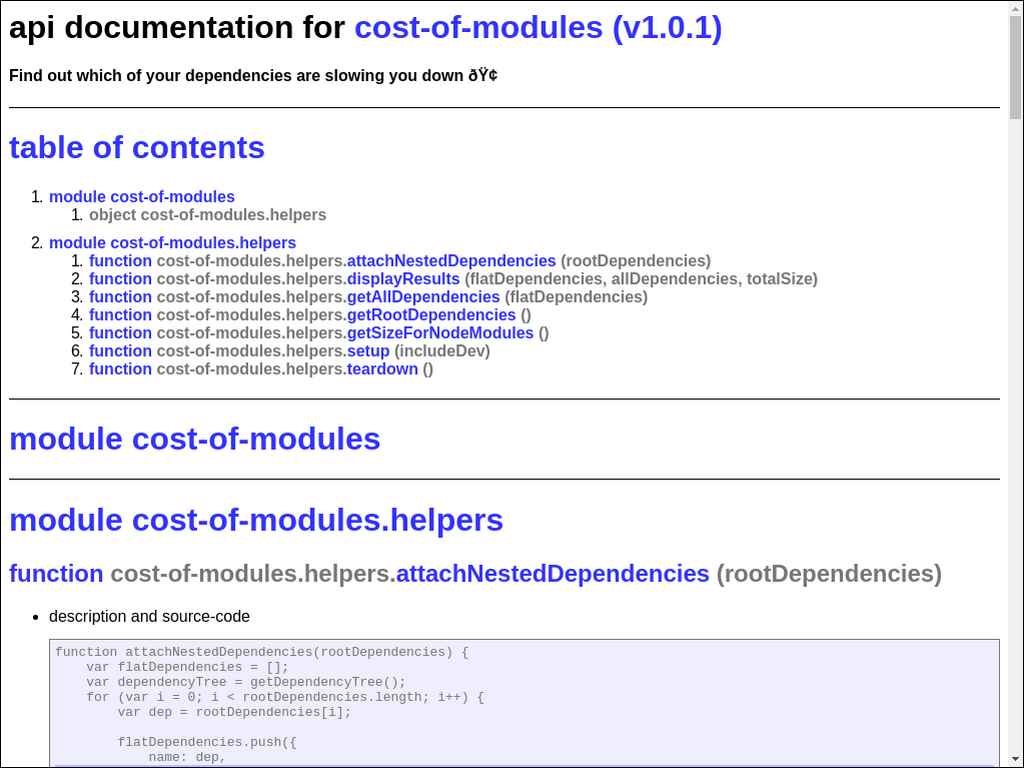 api documentation for cost-of-modules (v1.0.1)
Find out which of your dependencies are slowing you down ðŸ¢
table of contents
1. module cost-of-modules
1. object cost-of-modules.helpers
2. module cost-of-modules.helpers
1. function cost-of-modules.helpers.attachNestedDependencies (rootDependencies)
2. function cost-of-modules.helpers.displayResults (flatDependencies, allDependencies, totalSize)
3. function cost-of-modules.helpers.getAllDependencies (flatDependencies)
4. function cost-of-modules.helpers.getRootDependencies ()
5. function cost-of-modules.helpers.getSizeForNodeModules ()
6. function cost-of-modules.helpers.setup (includeDev)
7. function cost-of-modules.helpers.teardown ()
module cost-of-modules
module cost-of-modules.helpers
function cost-of-modules.helpers.attachNestedDependencies (rootDependencies)
• description and source-code
function attachNestedDependencies(rootDependencies) {
    var flatDependencies = [];
    var dependencyTree = getDependencyTree();
    for (var i = 0; i < rootDependencies.length; i++) {
        var dep = rootDependencies[i];
        flatDependencies.push({
            name: dep,